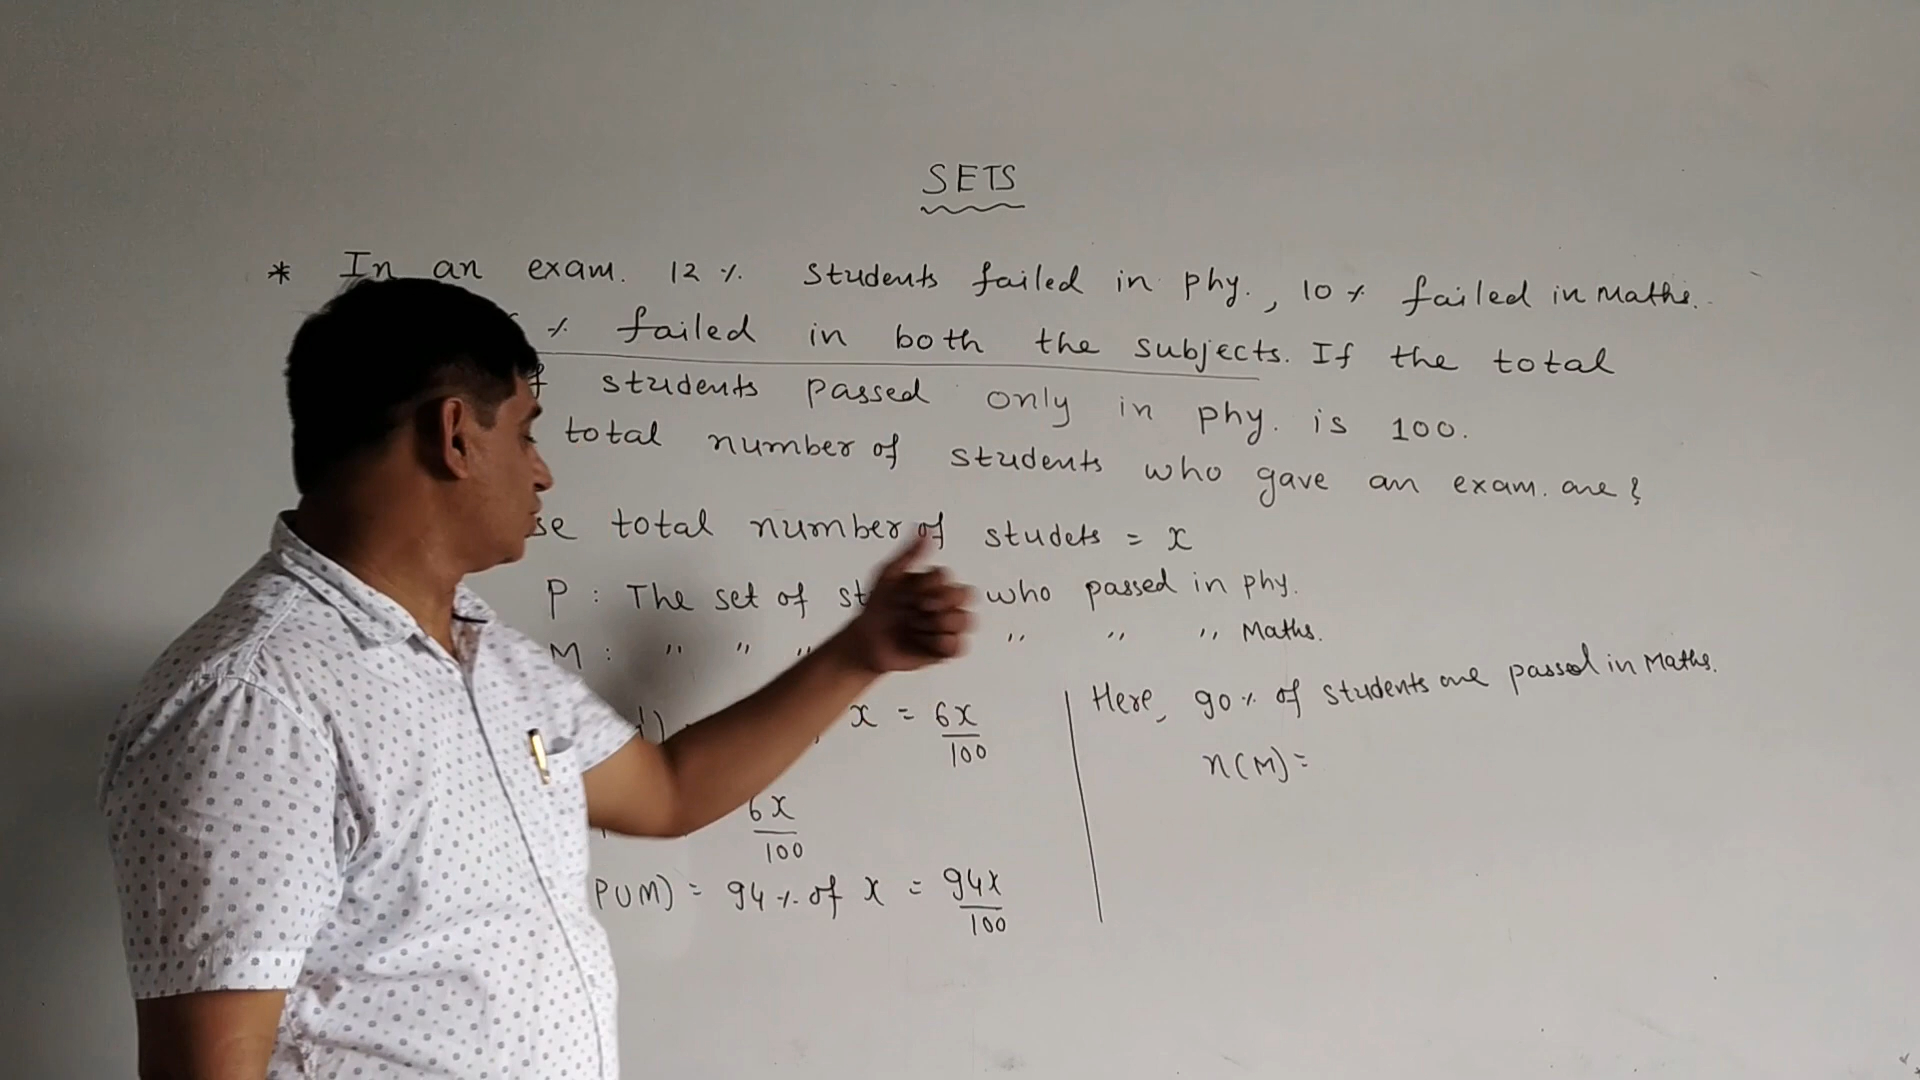 SETS
* In an exam. 12 % students failed in phy., 10 % failed in Maths.
% failed in both the subjects. If the total
students passed only in phy. is 100.
total number of students who gave an exam. are ?
se total number of studets = x
P : The set of st who passed in phy.
M : " " " " " " Maths.
x = 6x/100
6x/100
PUM) = 94 % of x = 94x/100
Here, 90 % of students are passed in Maths.
n(M) =